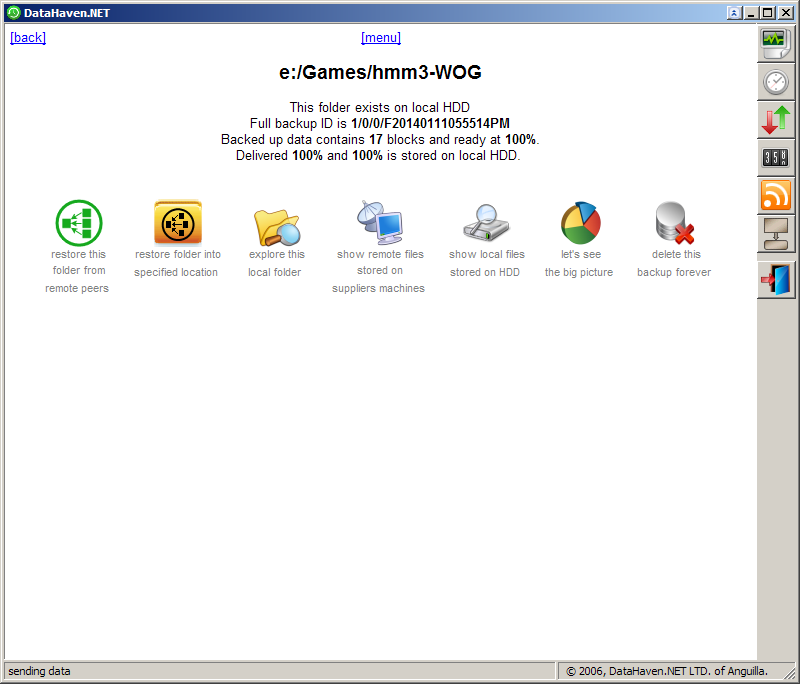 DataHaven.NET
[back]
[menu]
e:/Games/hmm3-WOG
This folder exists on local HDD
Full backup ID is 1/0/0/F20140111055514PM
Backed up data contains 17 blocks and ready at 100%.
Delivered 100% and 100% is stored on local HDD.
restore this
folder from
remote peers
restore folder into
specified location
explore this
local folder
show remote files
stored on
suppliers machines
show local files
stored on HDD
let's see
the big picture
delete this
backup forever
sending data
© 2006, DataHaven.NET LTD. of Anguilla.